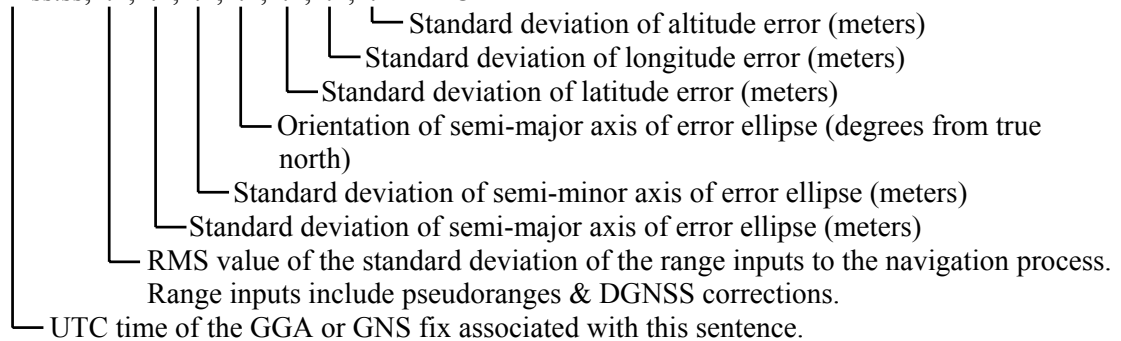 Standard deviation of altitude error (meters)
Standard deviation of longitude error (meters)
Standard deviation of latitude error (meters)
Orientation of semi-major axis of error ellipse (degrees from true
north)
Standard deviation of semi-minor axis of error ellipse (meters)
Standard deviation of semi-major axis of error ellipse (meters)
RMS value of the standard deviation of the range inputs to the navigation process.
Range inputs include pseudoranges & DGNSS corrections.
UTC time of the GGA or GNS fix associated with this sentence.